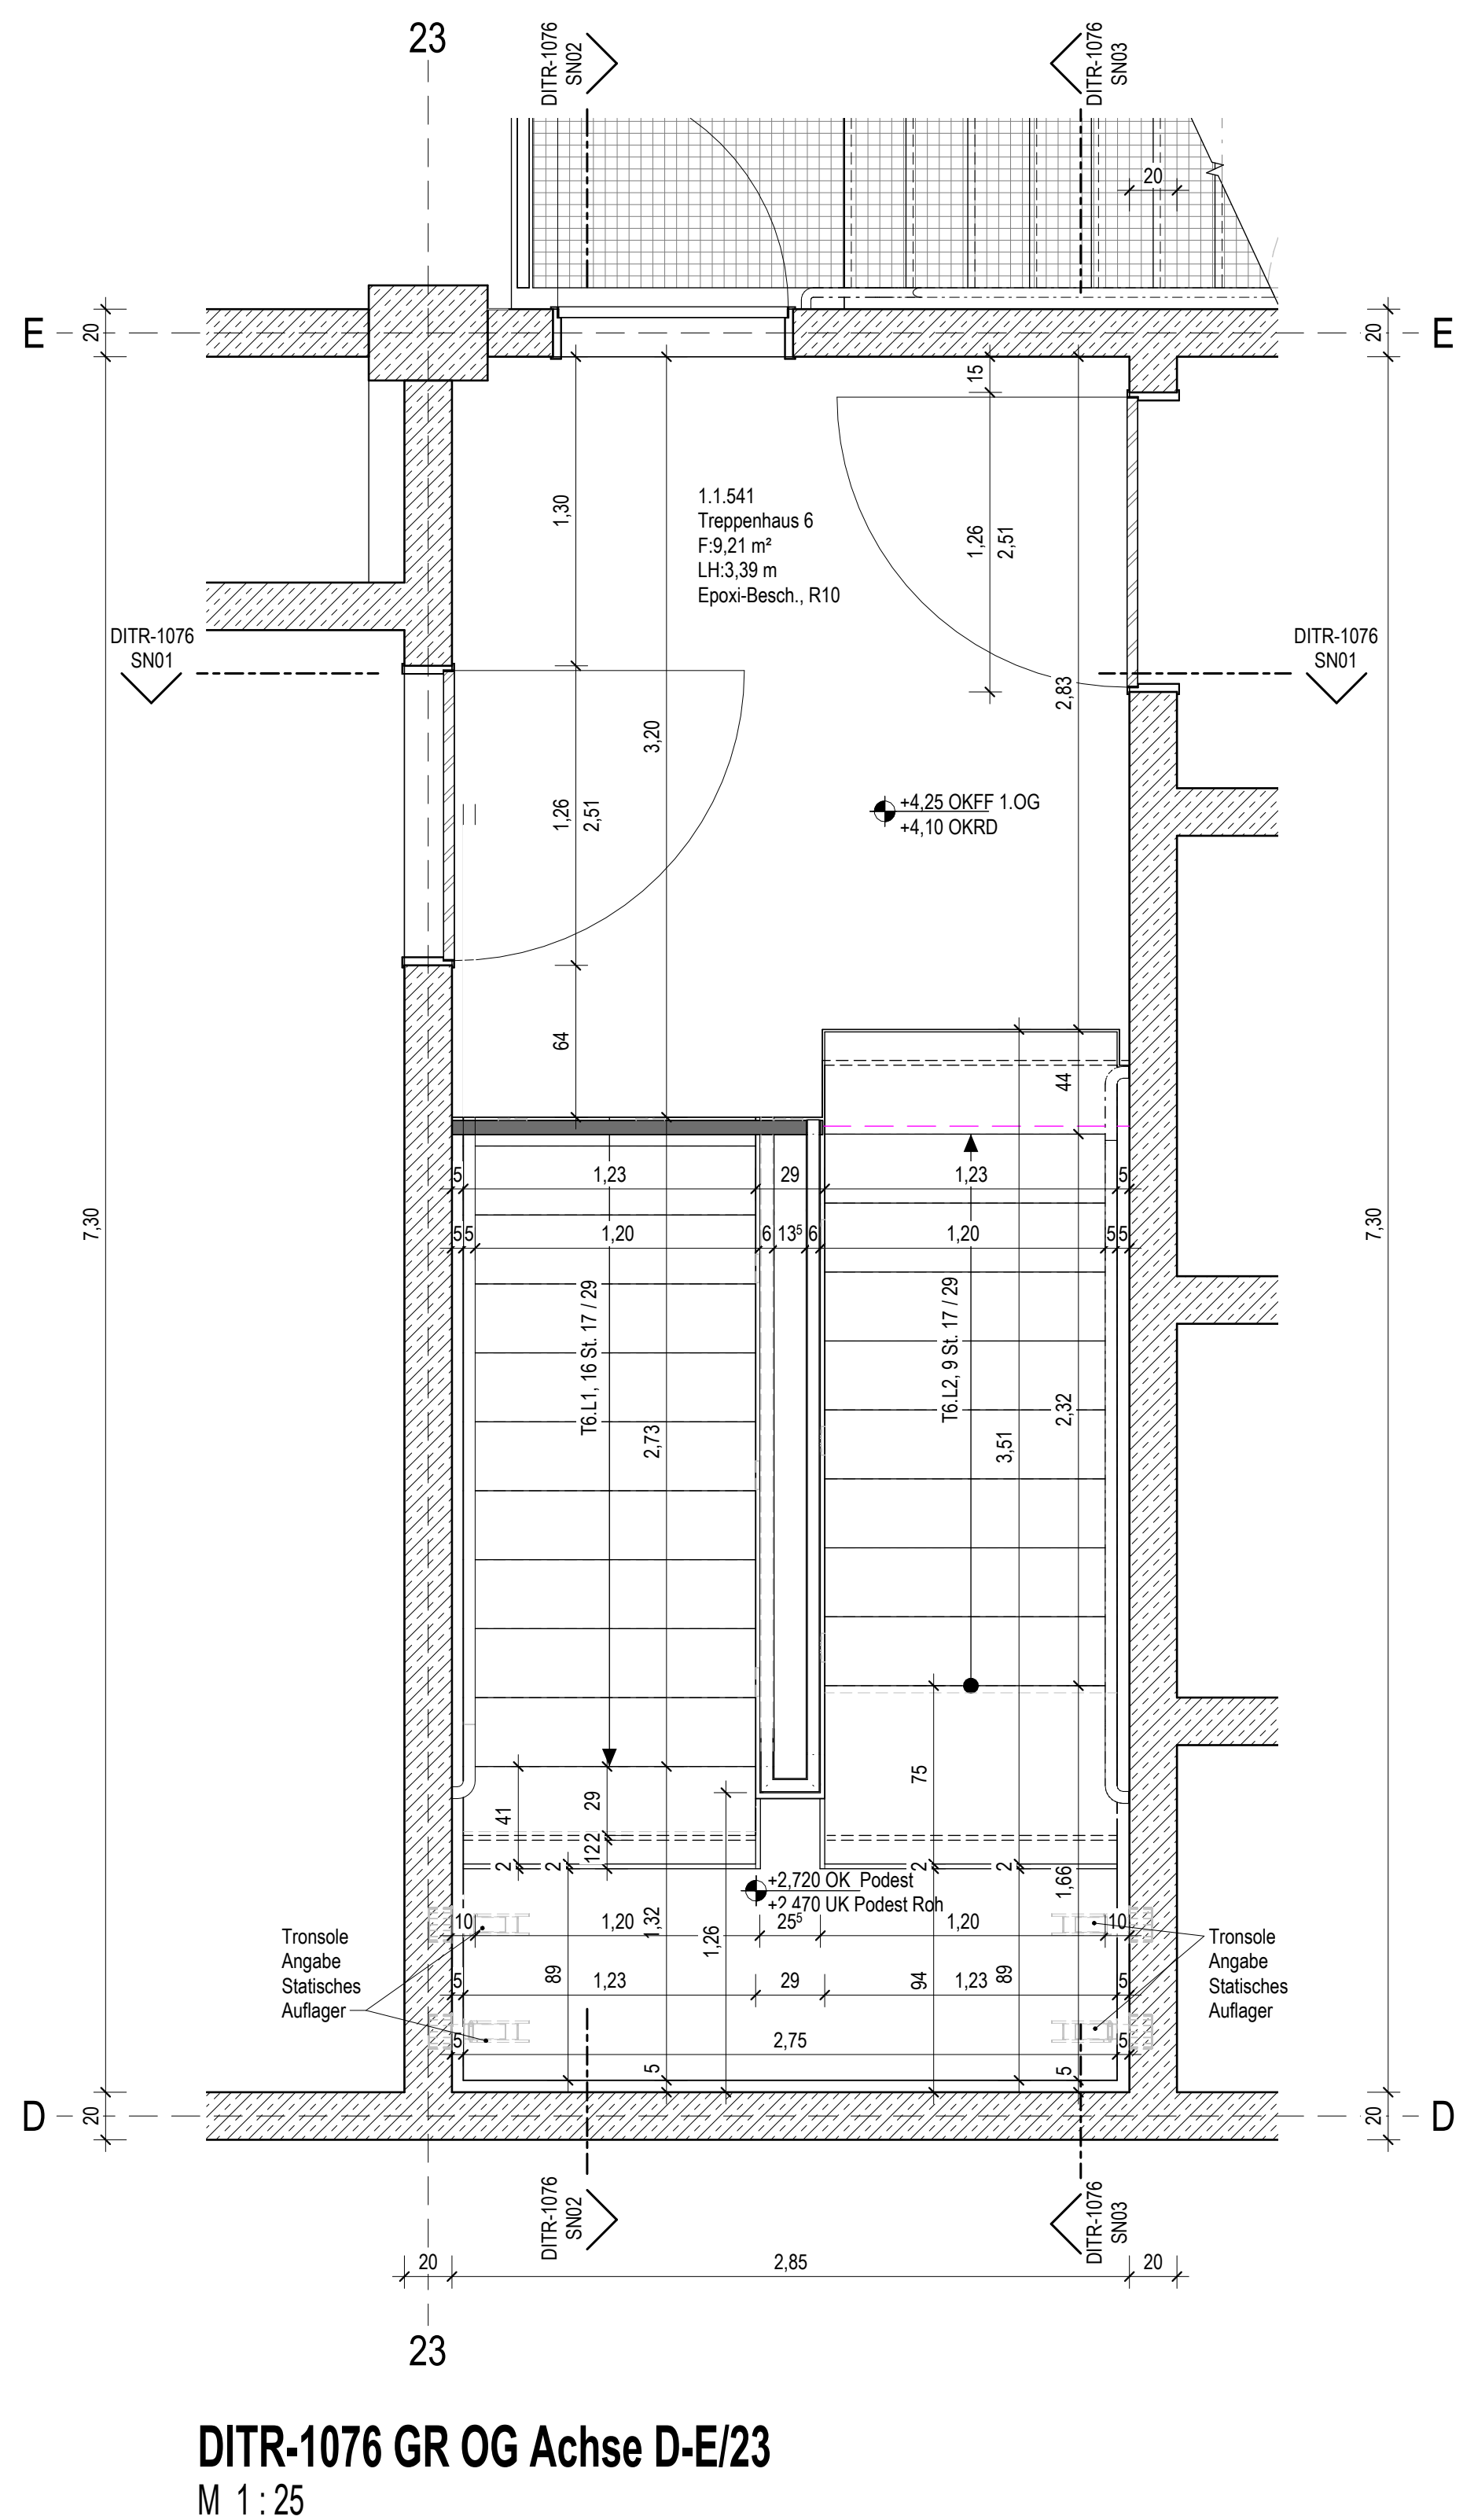 23
DITR-1076
SN02
DITR-1076
SN03
20
E
20
20
E
15
1,30
1.1.541
Treppenhaus 6
F:9,21 m²
LH:3,39 m
Epoxi-Besch., R10
1,26
2,51
DITR-1076
SN01
DITR-1076
SN01
2,83
3,20
1,26
2,51
+4,25 OKFF 1.OG
+4,10 OKRD
64
44
5
1,23
29
1,23
5
7,30
7,30
5
5
1,20
6
13⁵
6
1,20
5
5
T6.L1, 16 St. 17 / 29
T6.L2, 9 St. 17 / 29
2,73
3,51
2,32
41
29
75
2
2
12
2
2
2
+2,720 OK Podest
+2,470 UK Podest Roh
1,66
Tronsole
Angabe
Statisches
Auflager
10
1,20
1,32
1,26
25⁵
1,20
10
Tronsole
Angabe
Statisches
Auflager
5
89
1,23
29
94
1,23
89
5
5
2,75
5
5
5
D
20
20
D
DITR-1076
SN02
DITR-1076
SN03
20
2,85
20
23
DITR-1076 GR OG Achse D-E/23
M 1 : 25